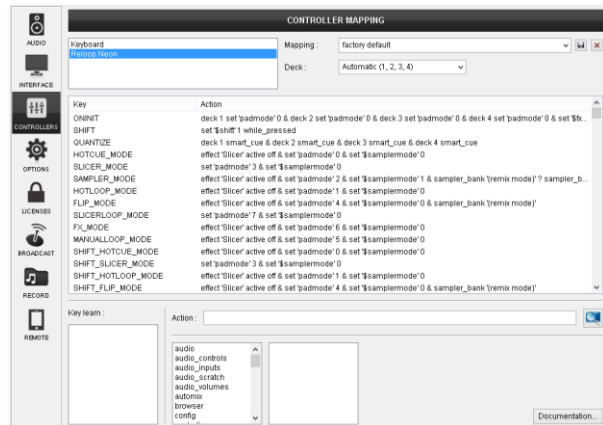 CONTROLLER MAPPING
AUDIO
INTERFACE
CONTROLLERS
OPTIONS
LICENSES
BROADCAST
RECORD
REMOTE
Keyboard
Reloop Neon
Mapping :
factory default
Deck :
Automatic (1, 2, 3, 4)
Key Action
ONINIT deck 1 set 'padmode' 0 & deck 2 set 'padmode' 0 & deck 3 set 'padmode' 0 & deck 4 set 'padmode' 0 & set '$fx...
SHIFT set '$shift' 1 while_pressed
QUANTIZE deck 1 smart_cue & deck 2 smart_cue & deck 3 smart_cue & deck 4 smart_cue
HOTCUE_MODE effect 'Slicer' active off & set 'padmode' 0 & set '$samplermode' 0
SLICER_MODE set 'padmode' 3 & set '$samplermode' 0
SAMPLER_MODE effect 'Slicer' active off & set 'padmode' 2 & set '$samplermode' 1 & sampler_bank '(remix mode)' ? sampler_b...
HOTLOOP_MODE effect 'Slicer' active off & set 'padmode' 1 & set '$samplermode' 0
FLIP_MODE effect 'Slicer' active off & set 'padmode' 4 & set '$samplermode' 0 & sampler_bank '(remix mode)'
SLICERLOOP_MODE set 'padmode' 7 & set '$samplermode' 0
FX_MODE effect 'Slicer' active off & set 'padmode' 6 & set '$samplermode' 0
MANUALLOOP_MODE effect 'Slicer' active off & set 'padmode' 5 & set '$samplermode' 0
SHIFT_HOTCUE_MODE effect 'Slicer' active off & set 'padmode' 0 & set '$samplermode' 0
SHIFT_SLICER_MODE set 'padmode' 3 & set '$samplermode' 0
SHIFT_HOTLOOP_MODE effect 'Slicer' active off & set 'padmode' 1 & set '$samplermode' 0
SHIFT_FLIP_MODE effect 'Slicer' active off & set 'padmode' 4 & set '$samplermode' 0 & sampler_bank '(remix mode)'
Key learn :
Action :
audio
audio_controls
audio_inputs
audio_scratch
audio_volumes
automix
browser
config
Documentation...